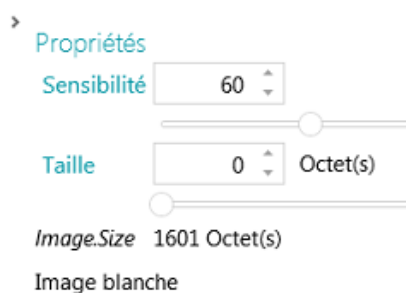 Propriétés
Sensibilité 60
Taille 0 Octet(s)
Image.Size 1601 Octet(s)
Image blanche